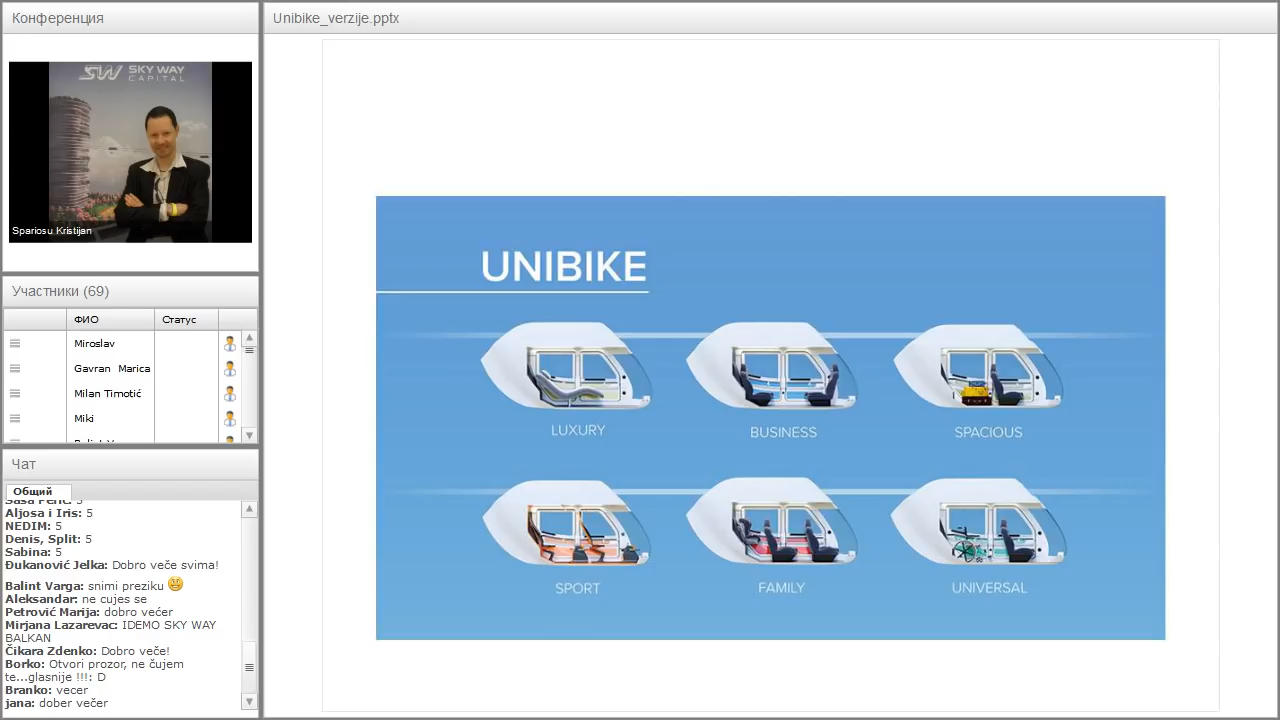 Конференция
SW SKY WAY
CAPITAL
Spariosu Kristijan
Участники (69)
ФИО
Статус
Miroslav
Gavran Marica
Milan Timotić
Miki
Чат
Общий
Aljosa i Iris: 5
NEDIM: 5
Denis, Split: 5
Sabina: 5
Đukanović Jelka: Dobro veče svima!
Balint Varga: snimi preziku
Aleksandar: ne cujes se
Petrović Marija: dobro većer
Mirjana Lazarevac: IDEMO SKY WAY
BALKAN
Čikara Zdenko: Dobro veče!
Borko: Otvori prozor, ne čujem
te...glasnije !!!: D
Branko: vecer
jana: dober večer
Unibike_verzije.pptx
UNIBIKE
LUXURY
BUSINESS
SPACIOUS
SPORT
FAMILY
UNIVERSAL